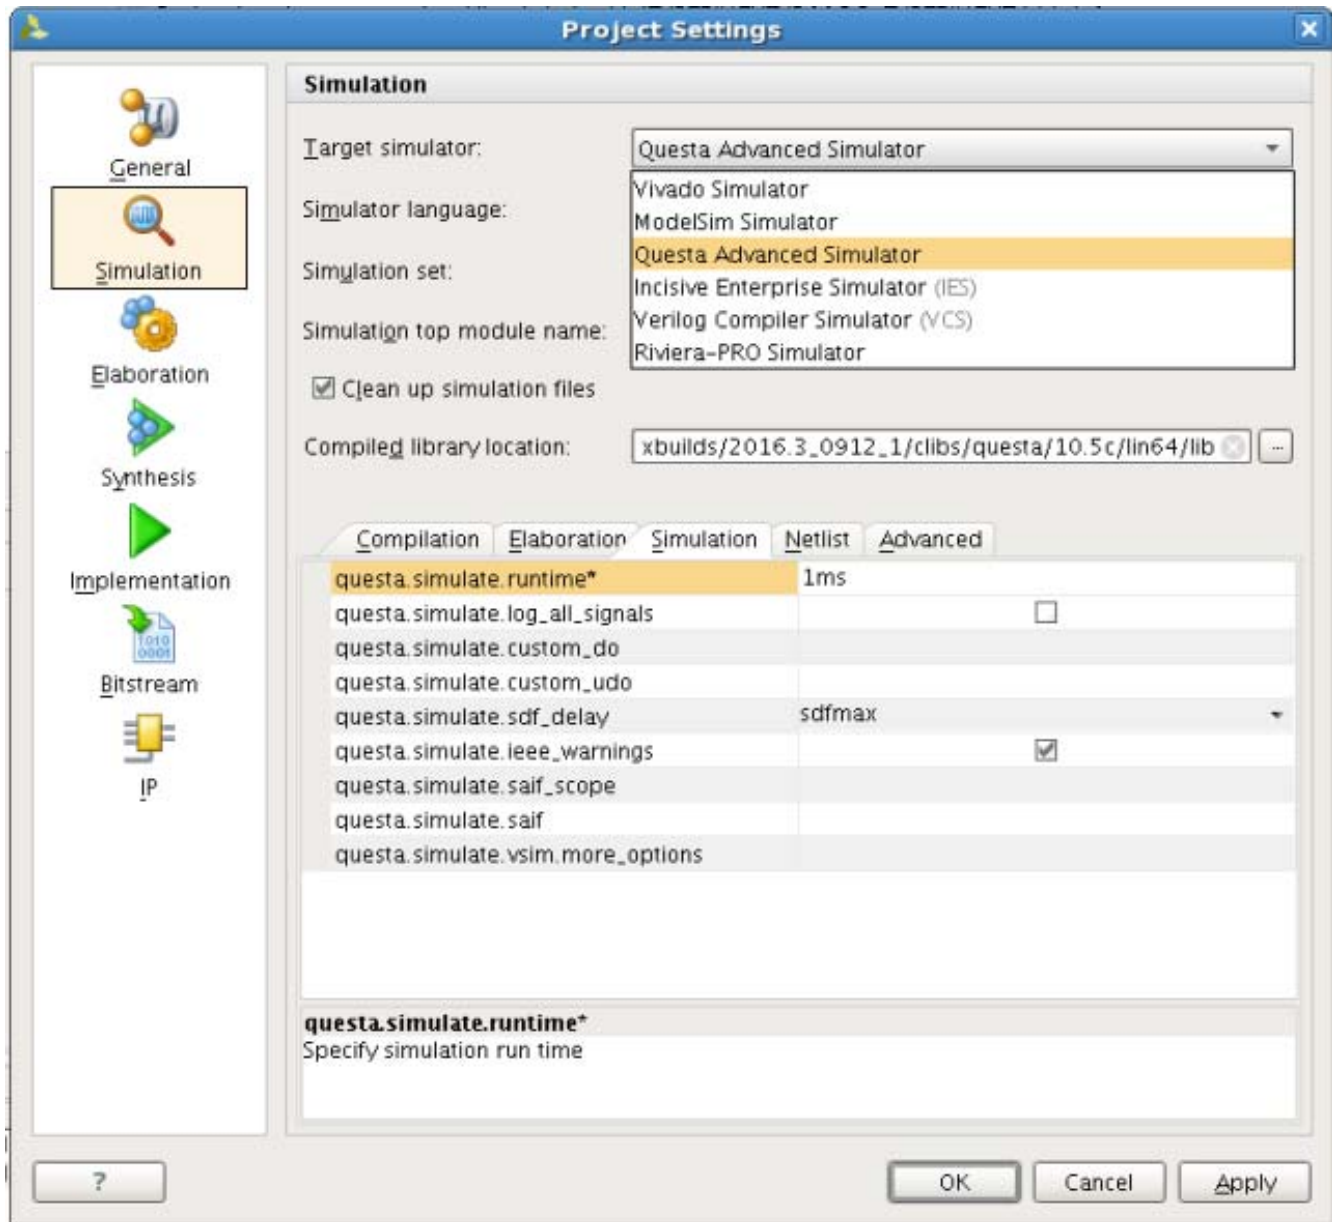 Project Settings
General
Simulation
Elaboration
Synthesis
Implementation
1010
0001
Bitstream
IP
Simulation
Target simulator: Questa Advanced Simulator
Vivado Simulator
Simulator language:
ModelSim Simulator
Questa Advanced Simulator
Simulation set:
Incisive Enterprise Simulator (IES)
Verilog Compiler Simulator (VCS)
Simulation top module name:
Riviera-PRO Simulator
Clean up simulation files
Compiled library location: xbuilds/2016.3_0912_1/clibs/questa/10.5c/lin64/lib ...
Compilation Elaboration Simulation Netlist Advanced
questa.simulate.runtime* 1ms
questa.simulate.log_all_signals
questa.simulate.custom_do
questa.simulate.custom_udo
questa.simulate.sdf_delay sdfmax
questa.simulate.ieee_warnings
questa.simulate.saif_scope
questa.simulate.saif
questa.simulate.vsim.more_options
questa.simulate.runtime*
Specify simulation run time
? OK Cancel Apply